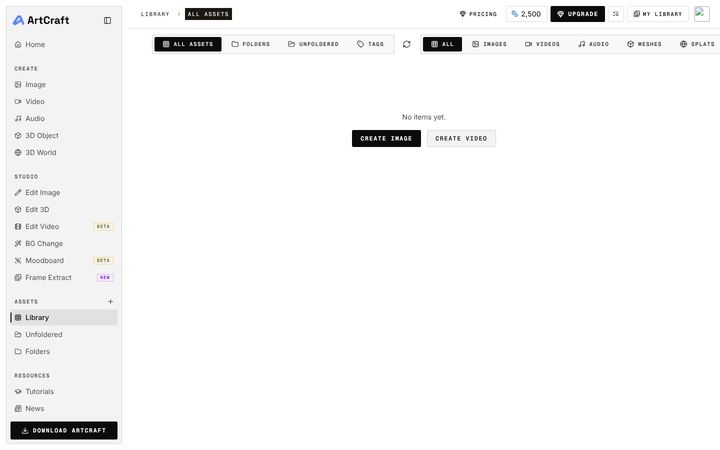 ArtCraft
Home
CREATE
Image
Video
Audio
3D Object
3D World
STUDIO
Edit Image
Edit 3D
Edit Video BETA
BG Change
Moodboard BETA
Frame Extract NEW
ASSETS
Library
Unfoldered
Folders
RESOURCES
Tutorials
News
DOWNLOAD ARTCRAFT
LIBRARY > ALL ASSETS
PRICING 2,500 UPGRADE MY LIBRARY
ALL ASSETS FOLDERS UNFOLDERED TAGS ALL IMAGES VIDEOS AUDIO MESHES SPLATS
No items yet.
CREATE IMAGE CREATE VIDEO